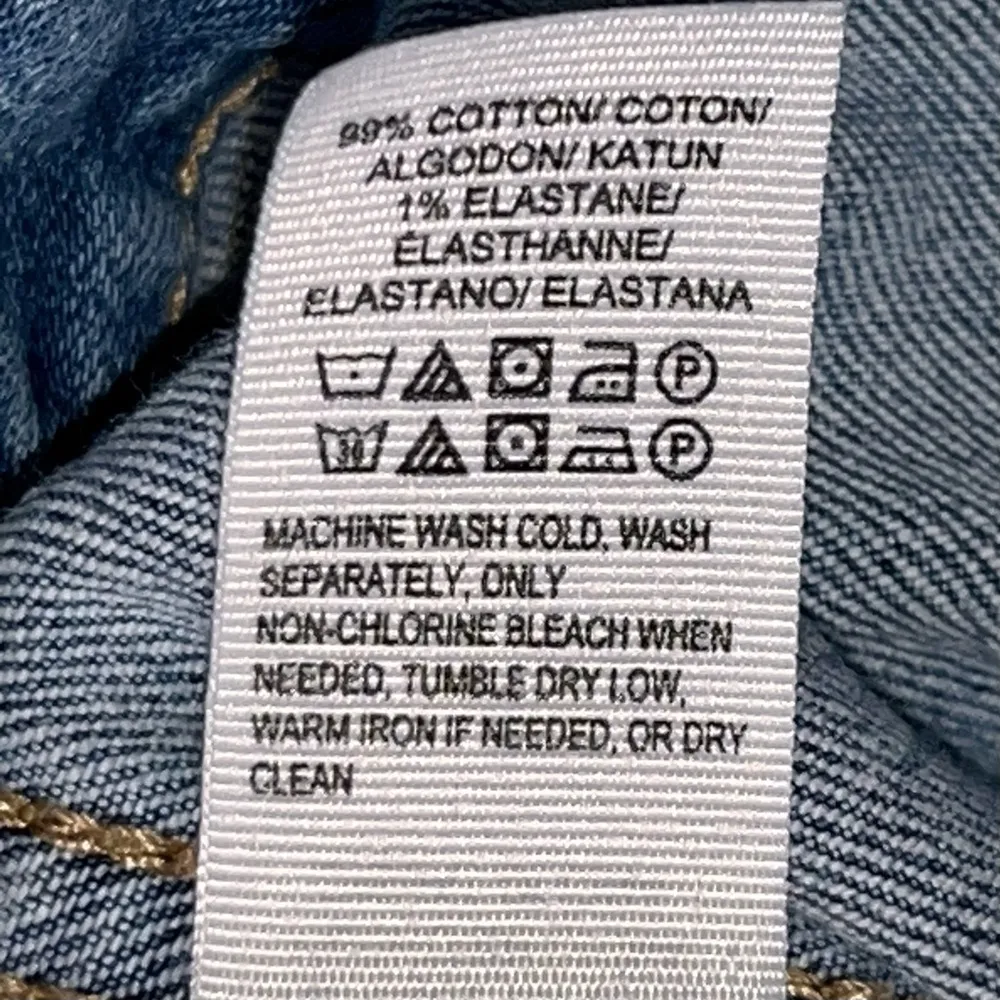 99% COTTON/ COTON/
ALGODON/ KATUN
1% ELASTANE/
ÉLASTHANNE/
ELASTANO/ ELASTANA
P
30 P
MACHINE WASH COLD, WASH
SEPARATELY, ONLY
NON-CHLORINE BLEACH WHEN
NEEDED, TUMBLE DRY LOW,
WARM IRON IF NEEDED, OR DRY
CLEAN